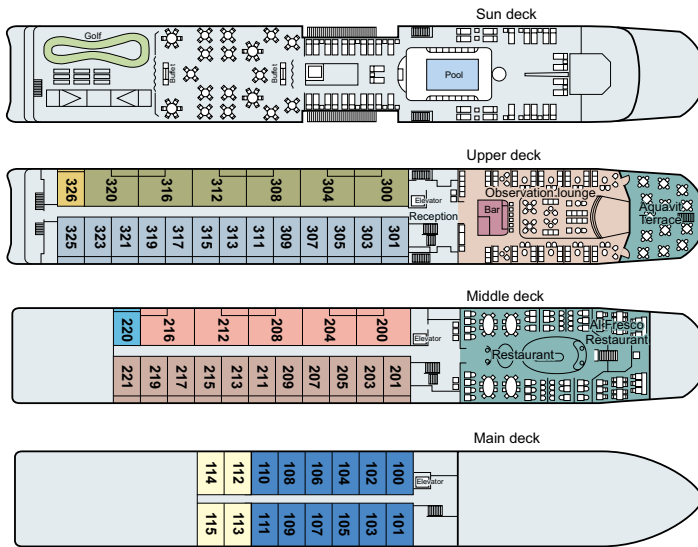 Sun deck
Golf
Buffet
Buffet
Pool
Upper deck
326 320 316 312 308 304 300
Elevator
Observation lounge
Reception
Bar
Aquavit
Terrace
325 323 321 319 317 315 313 311 309 307 305 303 301
Middle deck
220 216 212 208 204 200
Elevator
Al Fresco
Restaurant
Restaurant
221 219 217 215 213 211 209 207 205 203 201
Main deck
114 112 110 108 106 104 102 100
Elevator
115 113 111 109 107 105 103 101